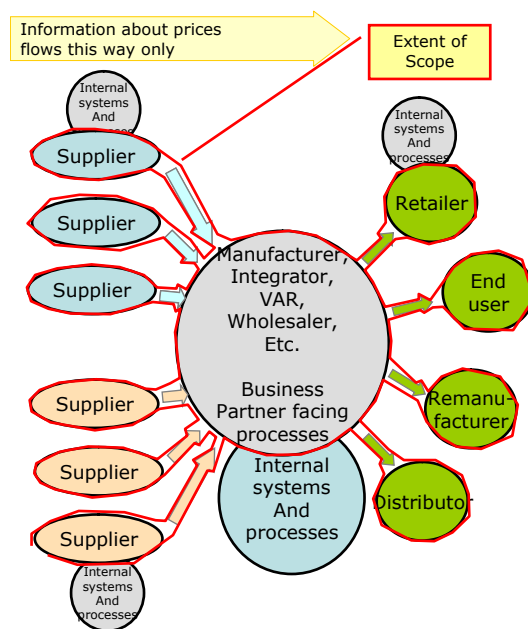 Information about prices
flows this way only
Extent of
Scope
Internal
systems
And
Supplier
Supplier
Supplier
Internal
systems
And
processes
Retailer
End
user
Remanu-
facturer
Distributor
Manufacturer,
Integrator,
VAR,
Wholesaler,
Etc.
Business
Partner facing
processes
Internal
systems
And
processes
Supplier
Supplier
Supplier
Internal
systems
And
processes